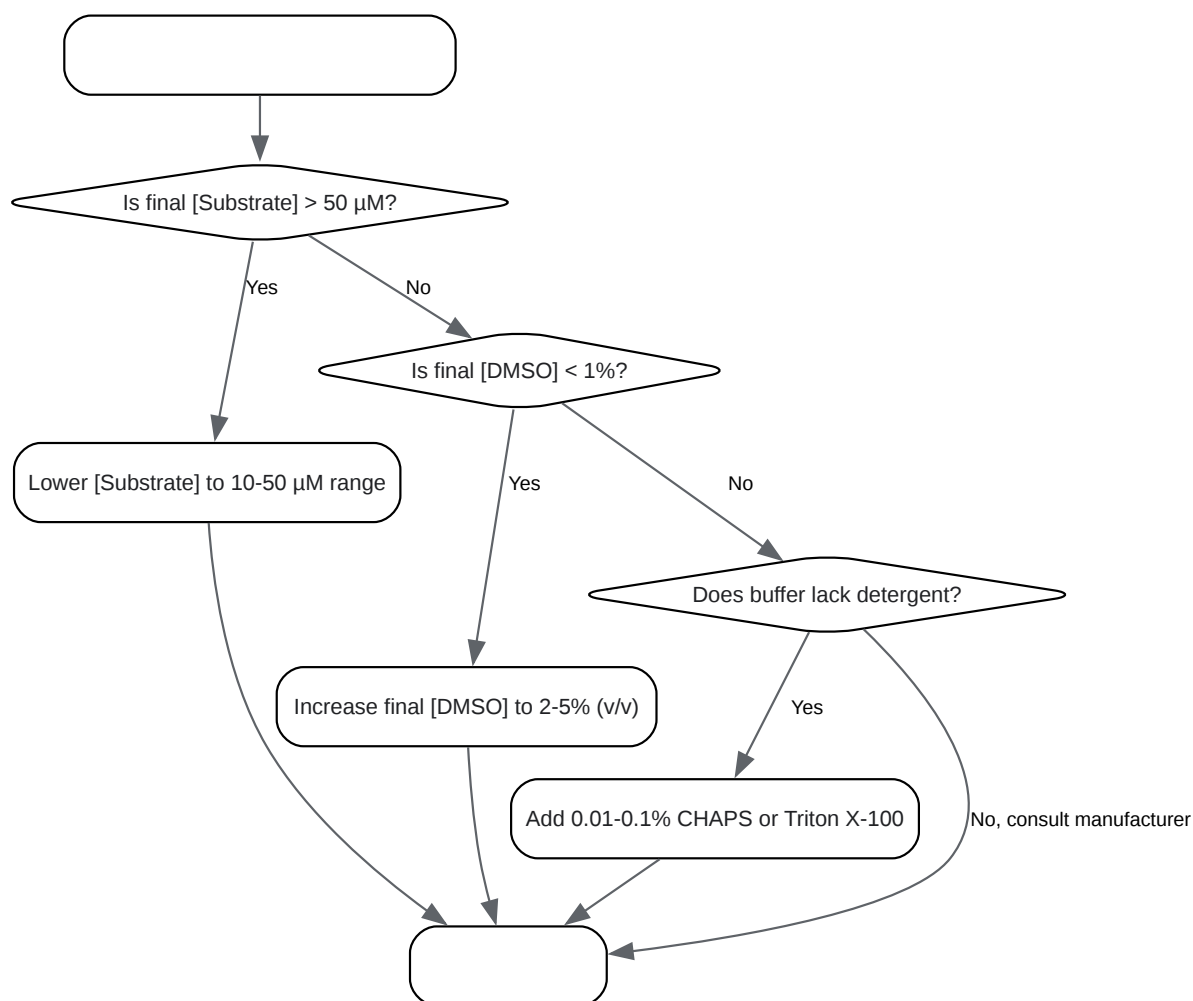 Is final [Substrate] > 50 µM?
Yes
No
Is final [DMSO] < 1%?
Lower [Substrate] to 10-50 µM range
Yes
No
Does buffer lack detergent?
Increase final [DMSO] to 2-5% (v/v)
Yes
Add 0.01-0.1% CHAPS or Triton X-100
No, consult manufacturer